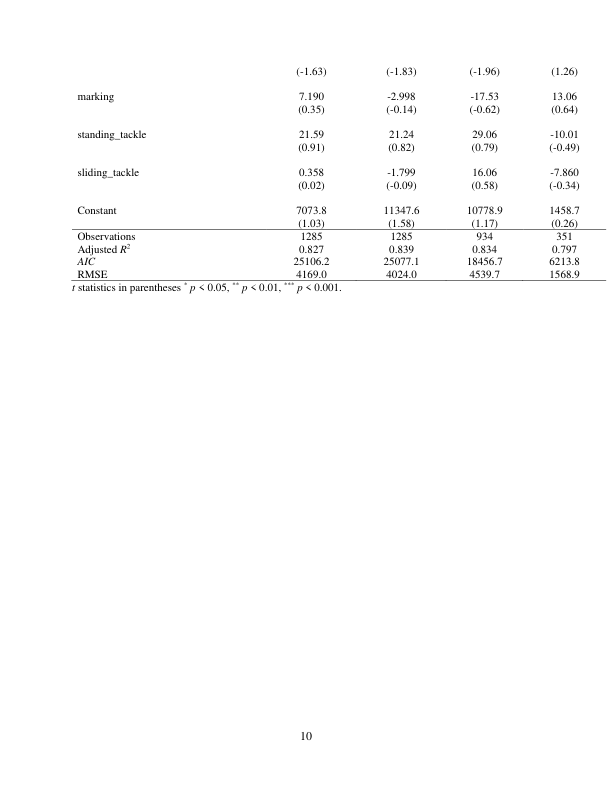 (-1.63) (-1.83) (-1.96) (1.26)
marking 7.190 -2.998 -17.53 13.06
(0.35) (-0.14) (-0.62) (0.64)
standing_tackle 21.59 21.24 29.06 -10.01
(0.91) (0.82) (0.79) (-0.49)
sliding_tackle 0.358 -1.799 16.06 -7.860
(0.02) (-0.09) (0.58) (-0.34)
Constant 7073.8 11347.6 10778.9 1458.7
(1.03) (1.58) (1.17) (0.26)
Observations 1285 1285 934 351
Adjusted R² 0.827 0.839 0.834 0.797
AIC 25106.2 25077.1 18456.7 6213.8
RMSE 4169.0 4024.0 4539.7 1568.9
t statistics in parentheses * p < 0.05, ** p < 0.01, *** p < 0.001.
10